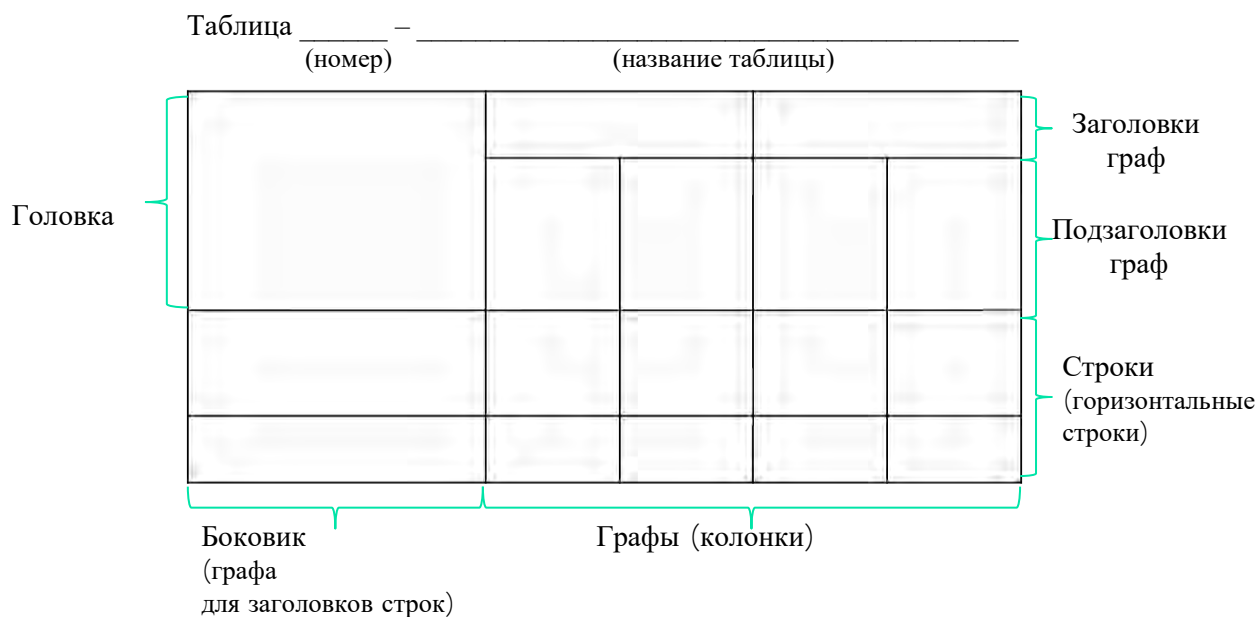 Таблица ______ – __________________________________________
(номер) (название таблицы)
Заголовки
граф
Головка
Подзаголовки
граф
Строки
(горизонтальные
строки)
Боковик
(графа
для заголовков строк)
Графы (колонки)